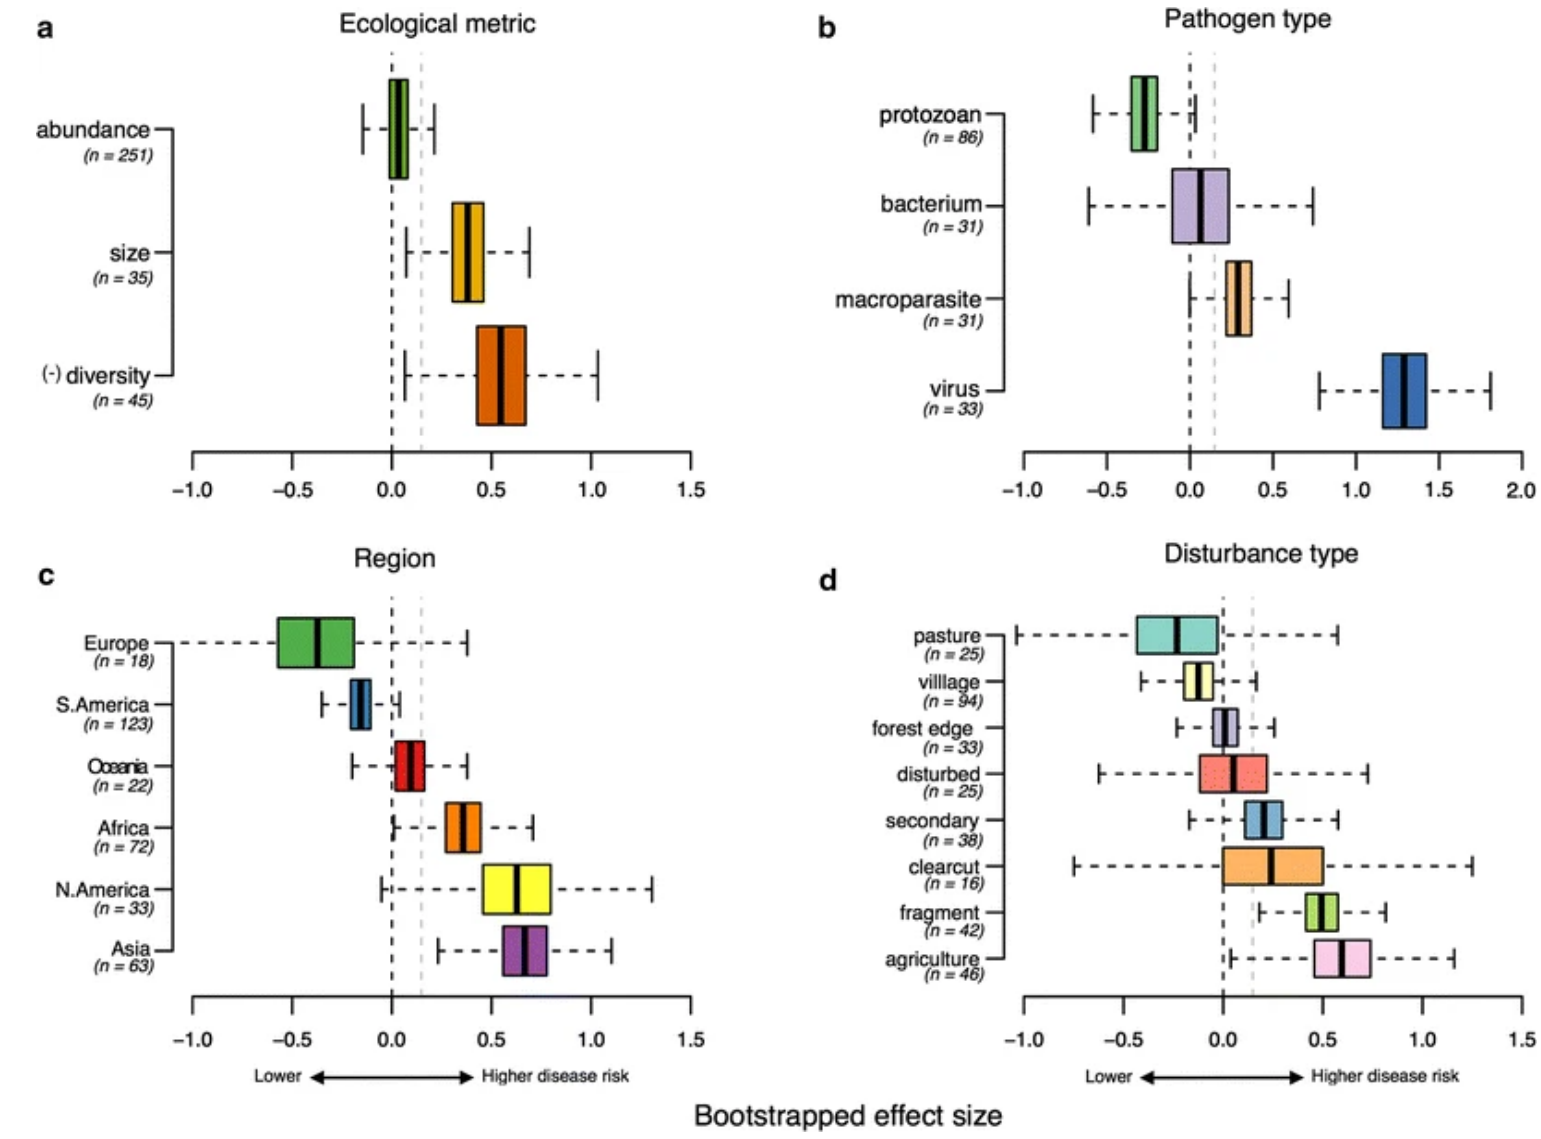 a
Ecological metric
abundance
(n = 251)
size
(n = 35)
(-) diversity
(n = 45)
−1.0 −0.5 0.0 0.5 1.0 1.5
b
Pathogen type
protozoan
(n = 86)
bacterium
(n = 31)
macroparasite
(n = 31)
virus
(n = 33)
−1.0 −0.5 0.0 0.5 1.0 1.5 2.0
c
Region
Europe
(n = 18)
S.America
(n = 123)
Oceania
(n = 22)
Africa
(n = 72)
N.America
(n = 33)
Asia
(n = 63)
−1.0 −0.5 0.0 0.5 1.0 1.5
Lower Higher disease risk
d
Disturbance type
pasture
(n = 25)
villlage
(n = 94)
forest edge
(n = 33)
disturbed
(n = 25)
secondary
(n = 38)
clearcut
(n = 16)
fragment
(n = 42)
agriculture
(n = 46)
−1.0 −0.5 0.0 0.5 1.0 1.5
Lower Higher disease risk
Bootstrapped effect size